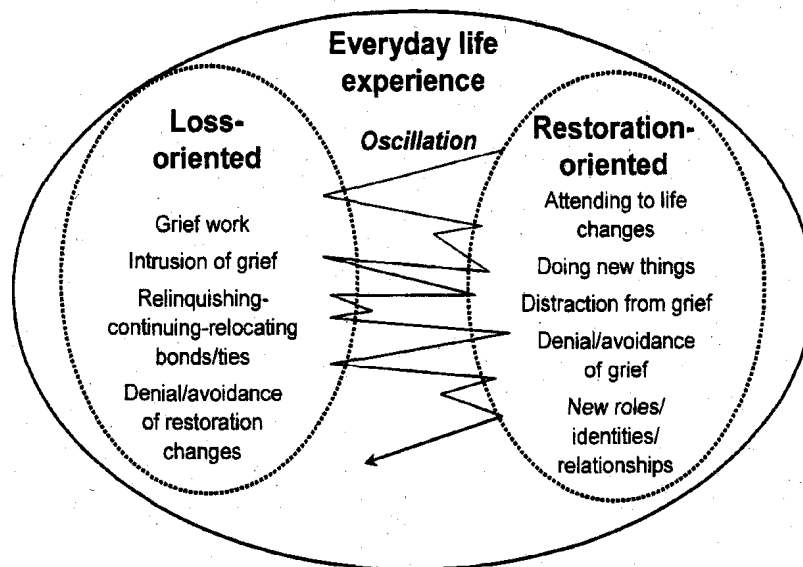 Everyday life
experience
Loss-
oriented
Oscillation
Restoration-
oriented
Grief work
Intrusion of grief
Relinquishing-
continuing-relocating
bonds/ties
Denial/avoidance
of restoration
changes
Attending to life
changes
Doing new things
Distraction from grief
Denial/avoidance
of grief
New roles/
identities/
relationships